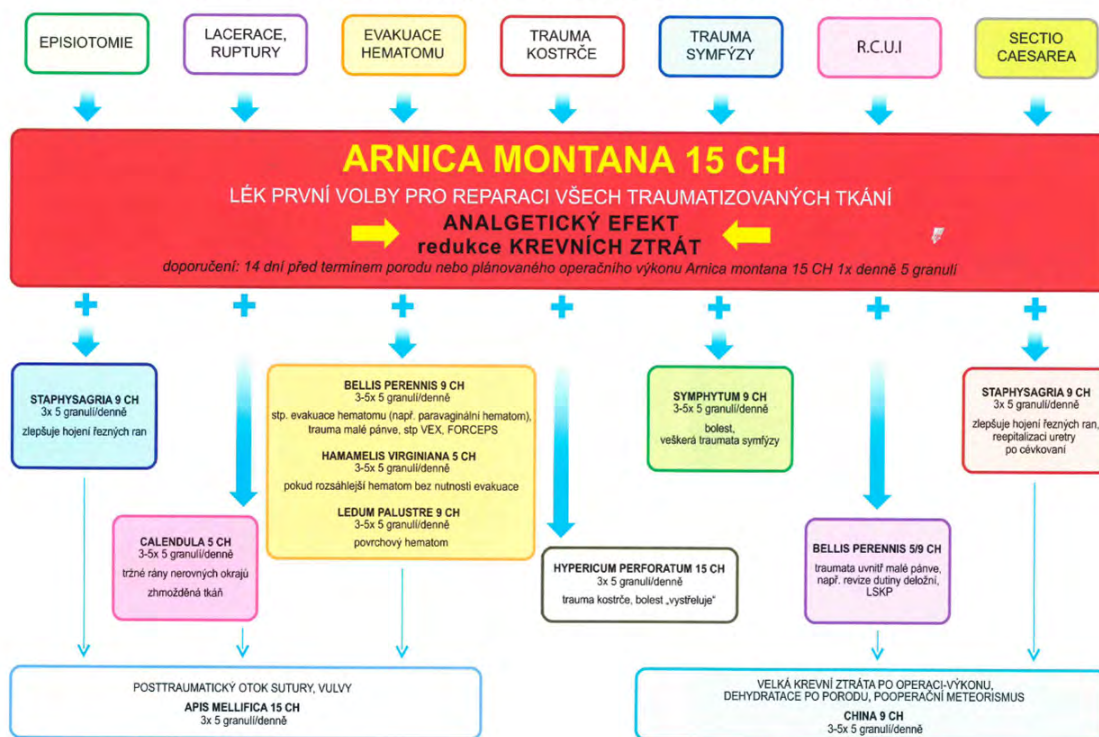 EPISIOTOMIE
LACERACE,
RUPTURY
EVAKUACE
HEMATOMU
TRAUMA
KOSTRČE
TRAUMA
SYMFÝZY
R.C.U.I
SECTIO
CAESAREA
ARNICA MONTANA 15 CH
LÉK PRVNÍ VOLBY PRO REPARACI VŠECH TRAUMATIZOVANÝCH TKÁNÍ
ANALGETICKÝ EFEKT
redukce KREVNÍCH ZTRÁT
doporučení: 14 dní před termínem porodu nebo plánovaného operačního výkonu Arnica montana 15 CH 1x denně 5 granulí
STAPHYSAGRIA 9 CH
3x 5 granulí/denně
zlepšuje hojení řezných ran
CALENDULA 5 CH
3-5x 5 granulí/denně
tržné rány nerovných okrajů
zhmožděná tkáň
BELLIS PERENNIS 9 CH
3-5x 5 granulí/denně
stp. evakuace hematomu (např. paravaginální hematom),
trauma malé pánve, stp VEX, FORCEPS
HAMAMELIS VIRGINIANA 5 CH
3-5x 5 granulí/denně
pokud rozsáhlejší hematom bez nutnosti evakuace
LEDUM PALUSTRE 9 CH
3-5x 5 granulí/denně
povrchový hematom
HYPERICUM PERFORATUM 15 CH
3x 5 granulí/denně
trauma kostrče, bolest „vystřeluje“
SYMPHYTUM 9 CH
3-5x 5 granulí/denně
bolest,
veškerá traumata symfýzy
BELLIS PERENNIS 5/9 CH
traumata uvnitř malé pánve,
např. revize dutiny deložní,
LSKP
STAPHYSAGRIA 9 CH
3x 5 granulí/denně
zlepšuje hojení řezných ran,
reepitalizaci uretry
po cévkovaní
POSTTRAUMATICKÝ OTOK SUTURY, VULVY
APIS MELLIFICA 15 CH
3x 5 granulí/denně
VELKÁ KREVNÍ ZTRÁTA PO OPERACI-VÝKONU,
DEHYDRATACE PO PORODU, POOPERAČNÍ METEORISMUS
CHINA 9 CH
3-5x 5 granulí/denně